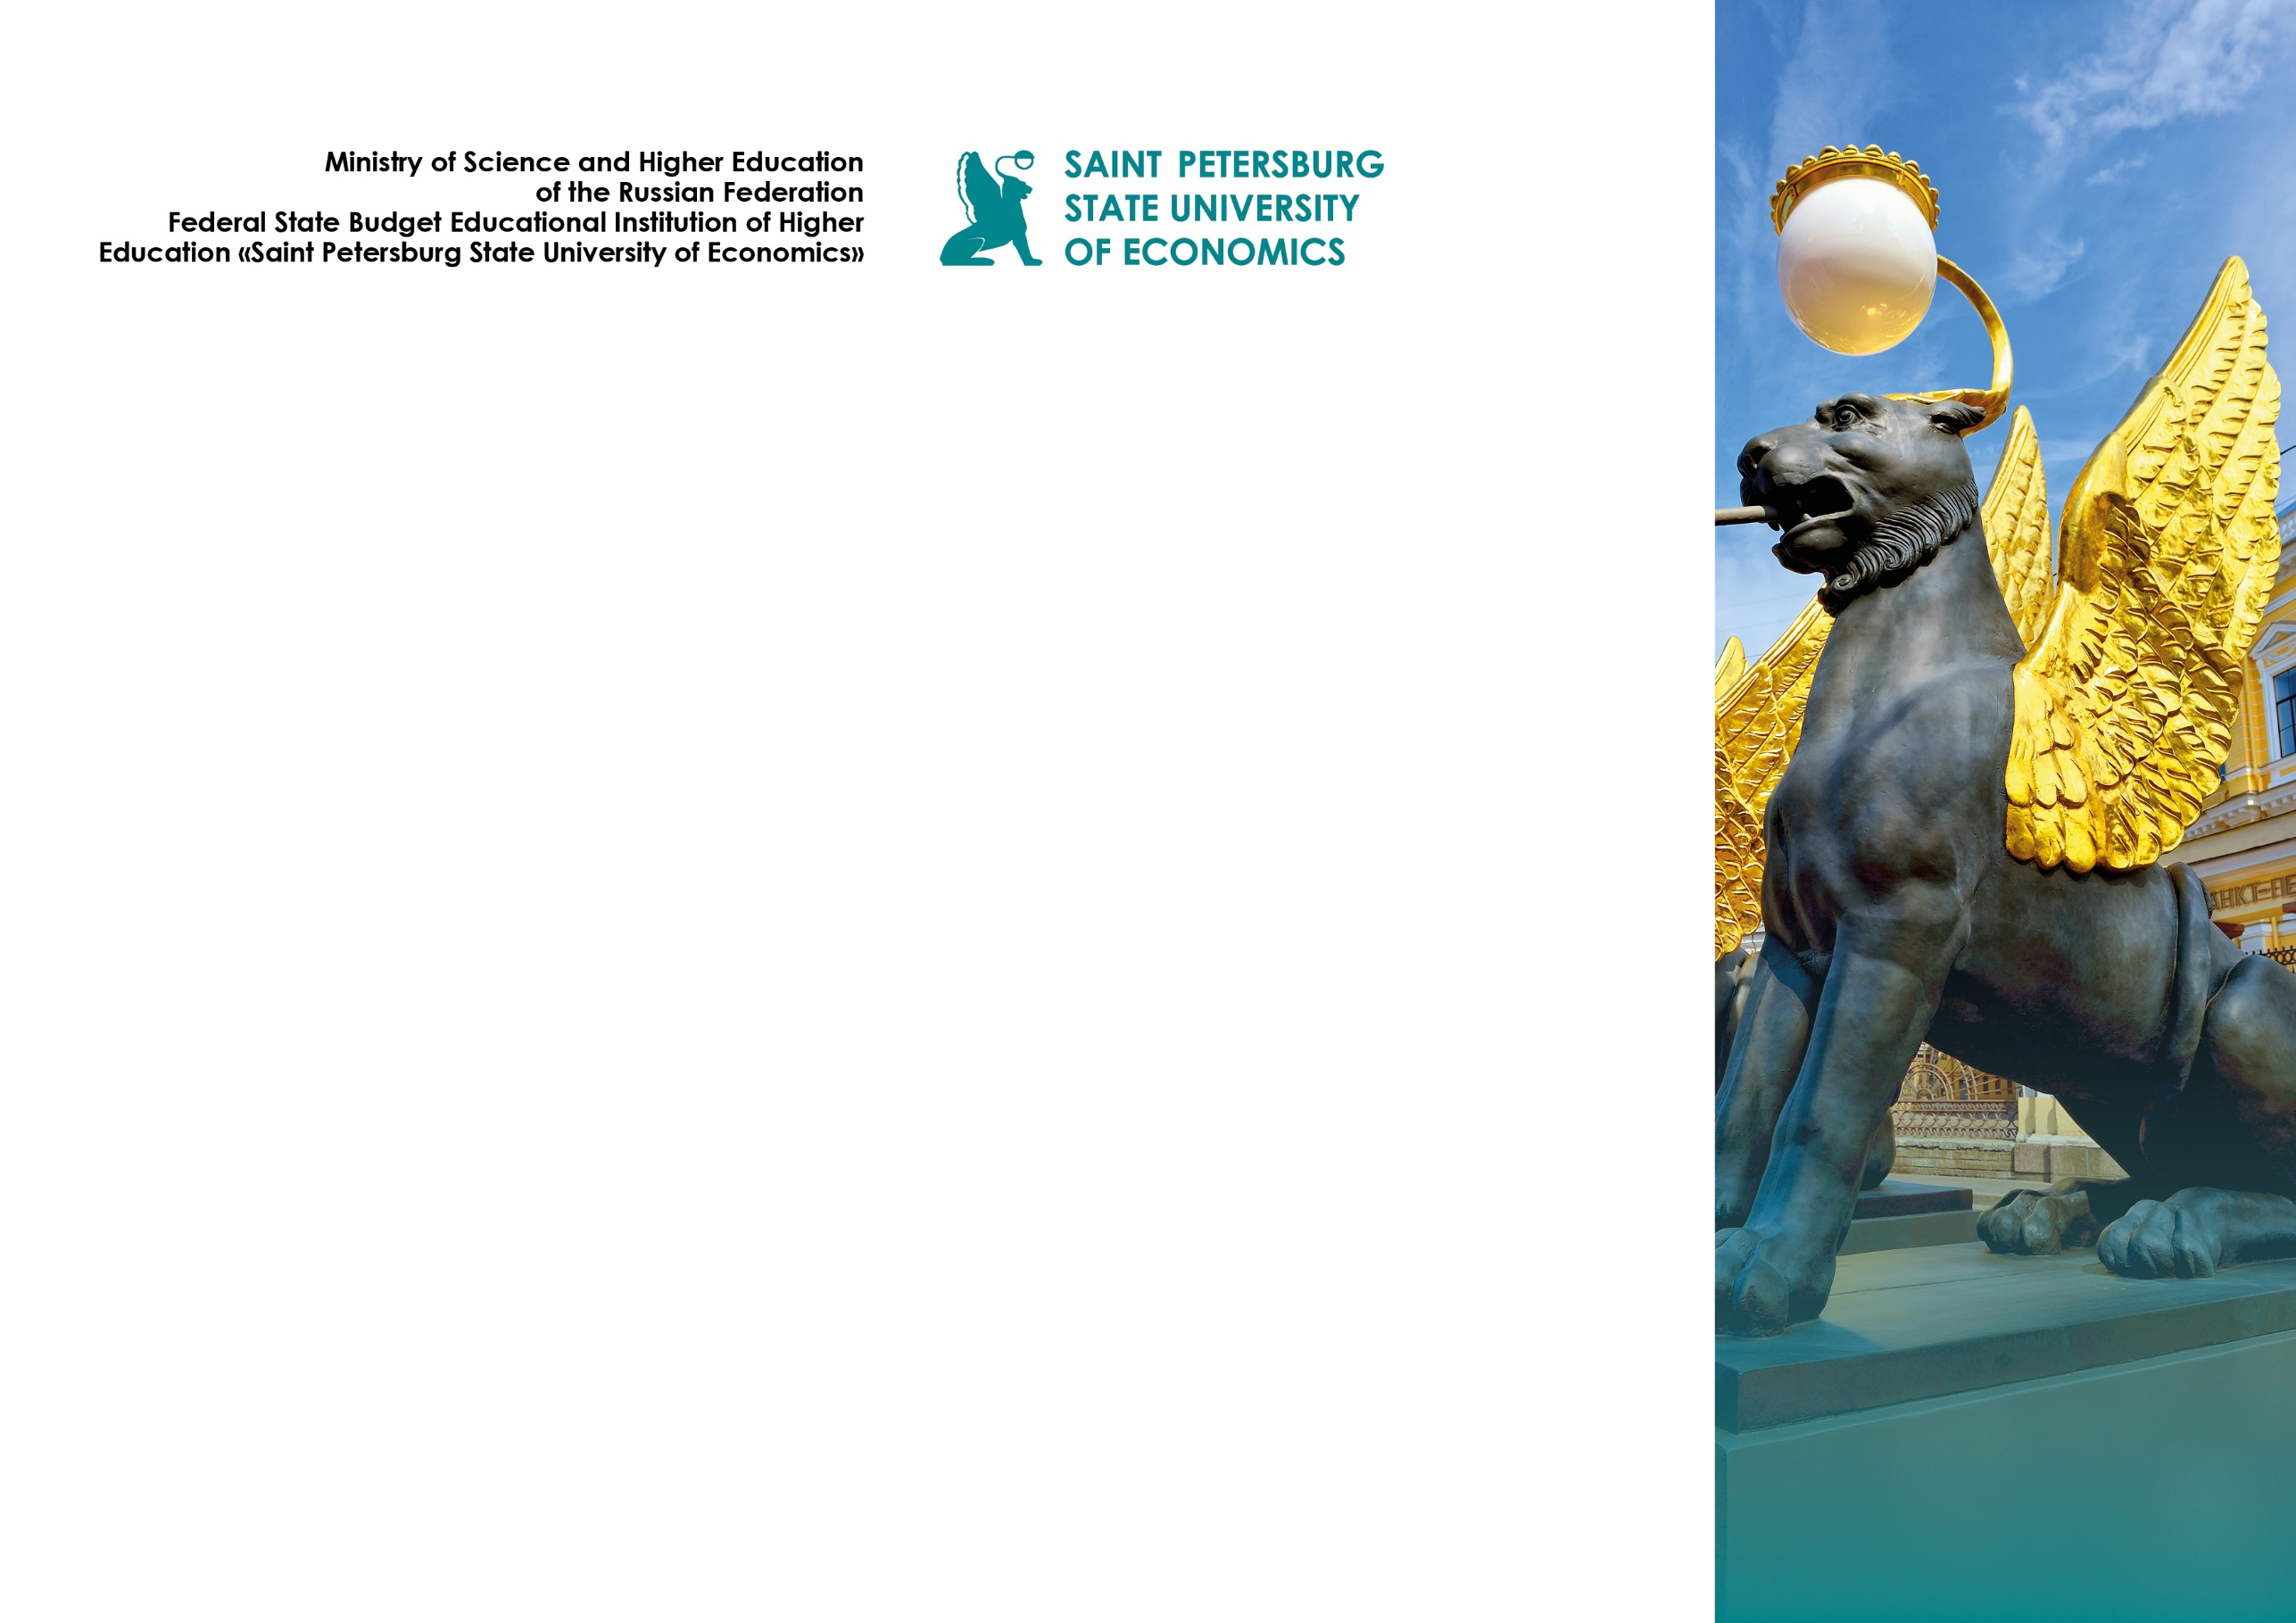 Ministry of Science and Higher Education
of the Russian Federation
Federal State Budget Educational Institution of Higher
Education «Saint Petersburg State University of Economics»
SAINT PETERSBURG
STATE UNIVERSITY
OF ECONOMICS